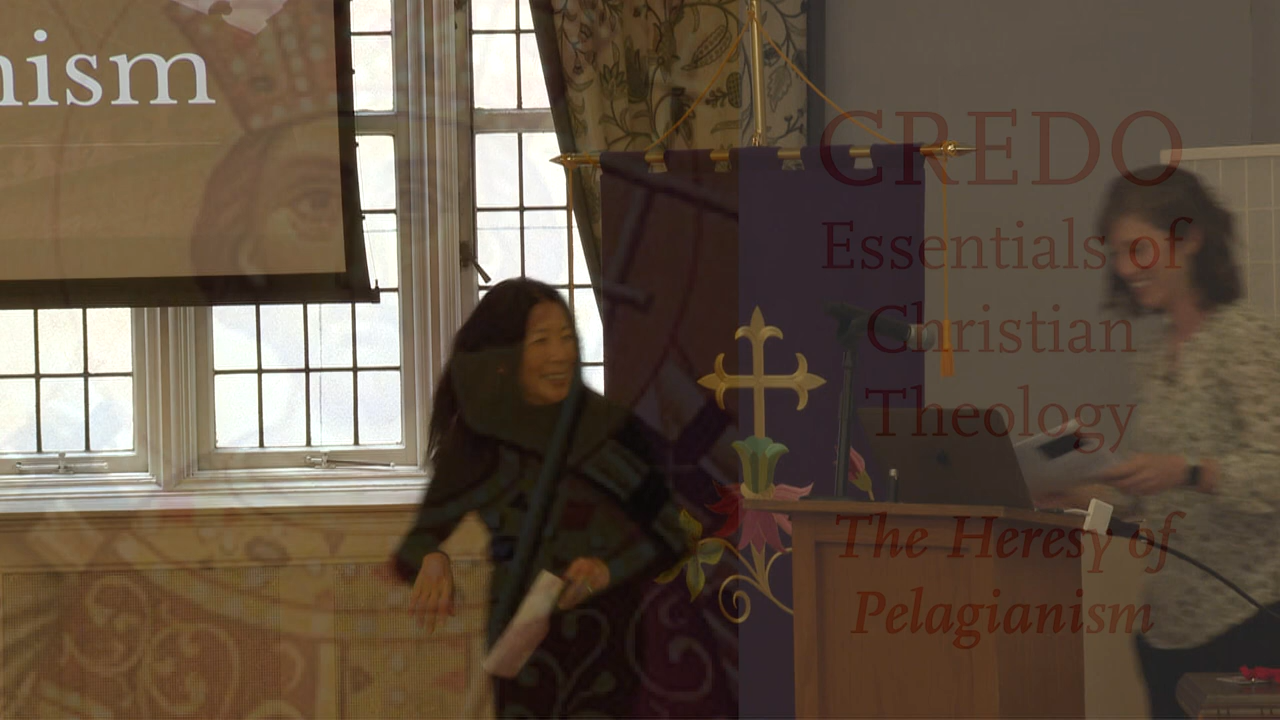 nism
CREDO
Essentials of
Christian
Theology
The Heresy of
Pelagianism